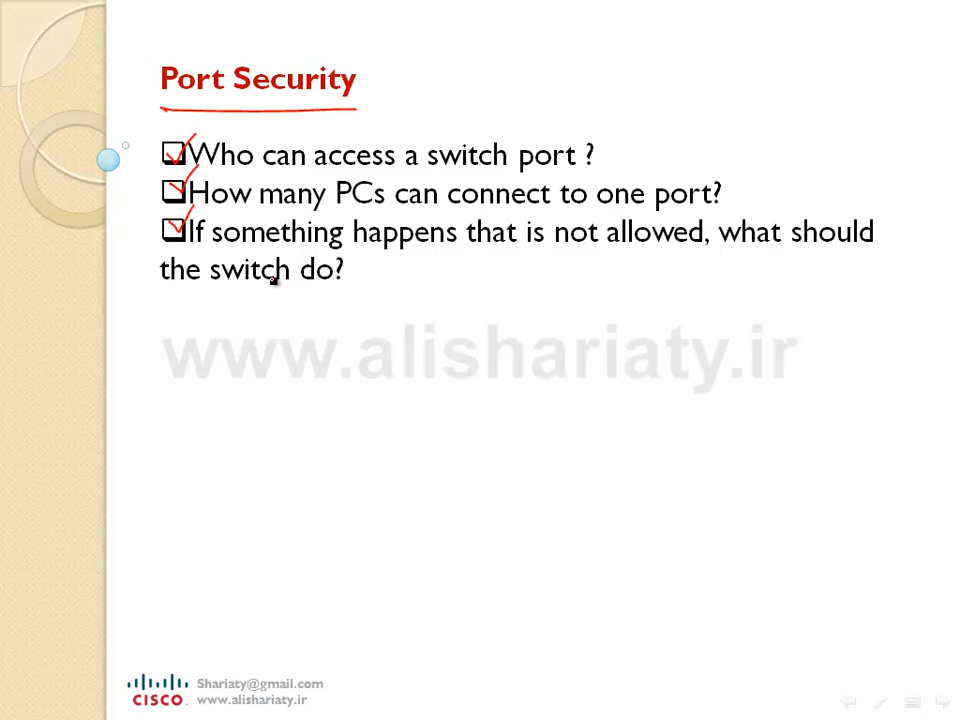 Port Security
Who can access a switch port ?
How many PCs can connect to one port?
If something happens that is not allowed, what should
the switch do?
www.alishariaty.ir
CISCO
Shariaty@gmail.com
www.alishariaty.ir